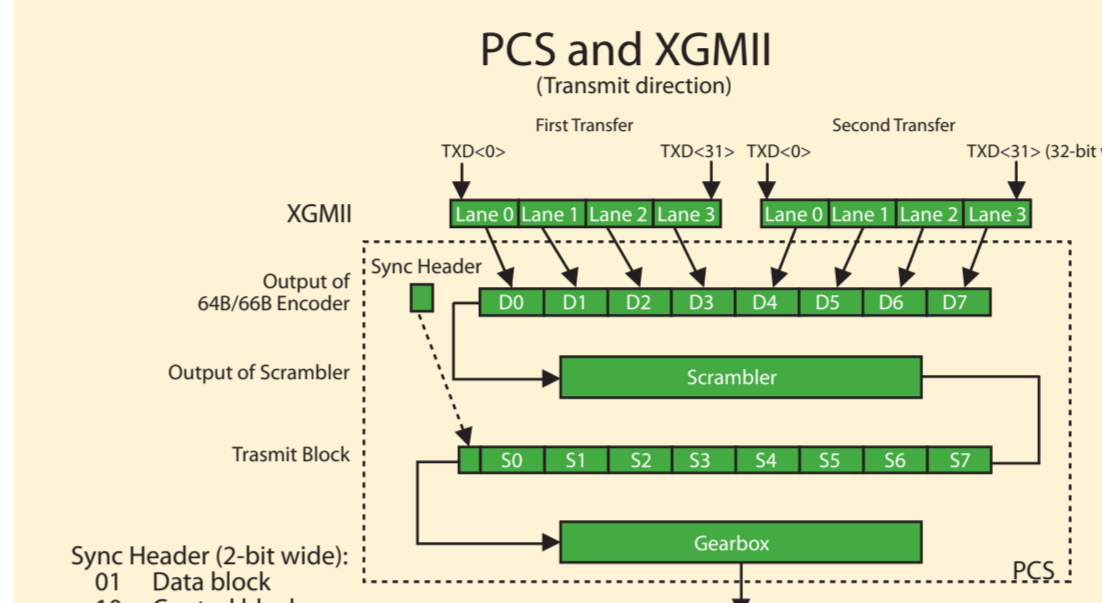 PCS and XGMII
(Transmit direction)
First Transfer
Second Transfer
TXD<0>
TXD<31>
TXD<0>
TXD<31> (32-bit
XGMII
Lane 0 Lane 1 Lane 2 Lane 3
Lane 0 Lane 1 Lane 2 Lane 3
Sync Header
Output of
64B/66B Encoder
D0 D1 D2 D3 D4 D5 D6 D7
Output of Scrambler
Scrambler
Trasmit Block
S0 S1 S2 S3 S4 S5 S6 S7
Gearbox
PCS
Sync Header (2-bit wide):
01 Data block